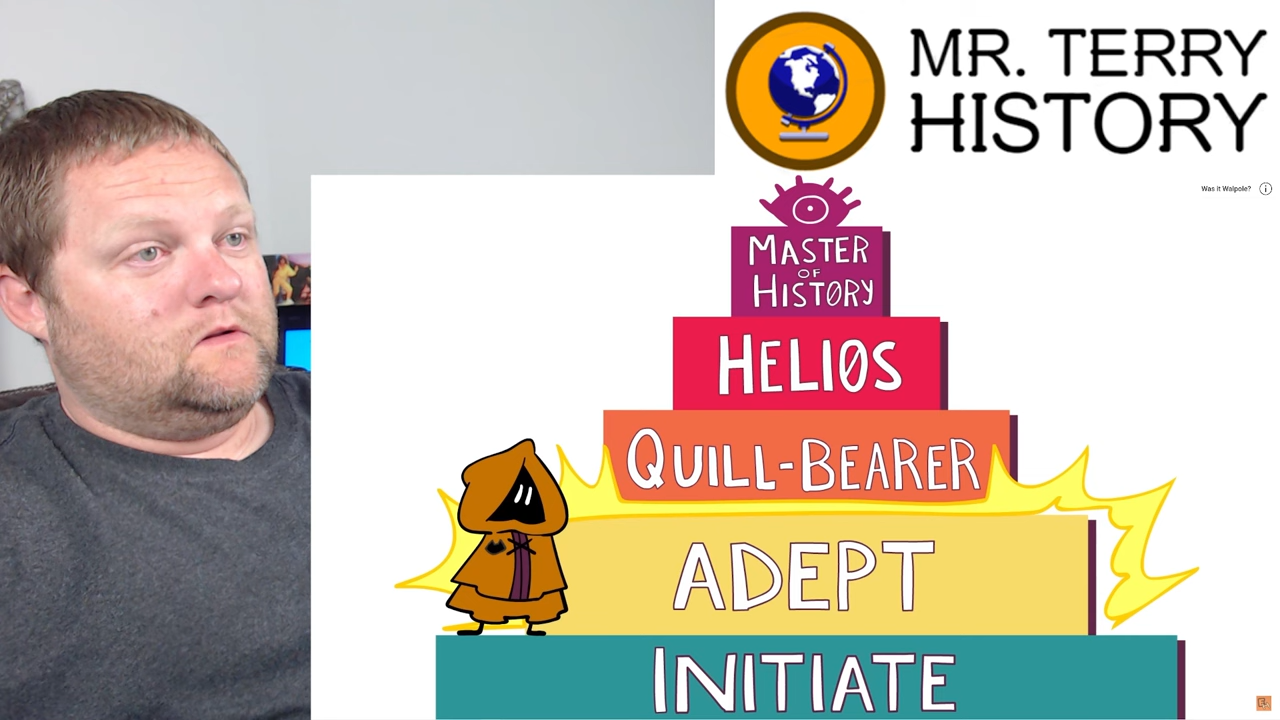 MR. TERRY
HISTORY
Was it Walpole?
MASTER
OF
HISTORY
HELIOS
QUILL-BEARER
ADEPT
INITIATE